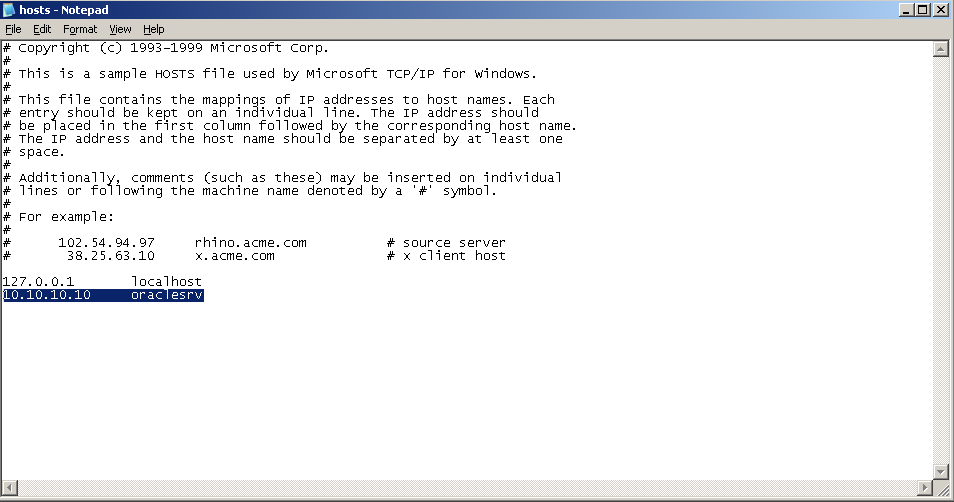 hosts - Notepad
File Edit Format View Help
# Copyright (c) 1993-1999 Microsoft Corp.
#
# This is a sample HOSTS file used by Microsoft TCP/IP for Windows.
#
# This file contains the mappings of IP addresses to host names. Each
# entry should be kept on an individual line. The IP address should
# be placed in the first column followed by the corresponding host name.
# The IP address and the host name should be separated by at least one
# space.
#
# Additionally, comments (such as these) may be inserted on individual
# lines or following the machine name denoted by a '#' symbol.
#
# For example:
#
#      102.54.94.97     rhino.acme.com          # source server
#       38.25.63.10     x.acme.com              # x client host

127.0.0.1       localhost
10.10.10.10     oraclesrv